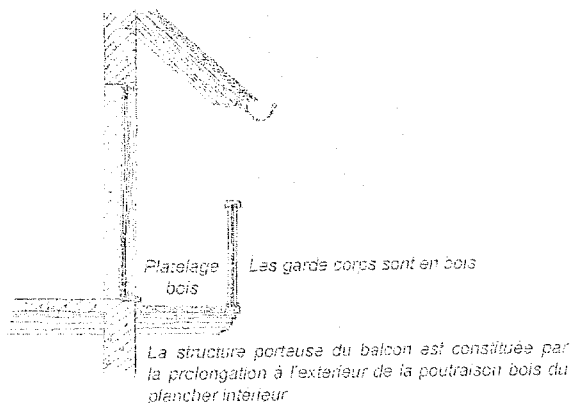 Platelage
bois
Les garde corps sont en bois
La structure porteuse du balcon est constituée par
la prolongation à l'extérieur de la poutraison bois du
plancher intérieur